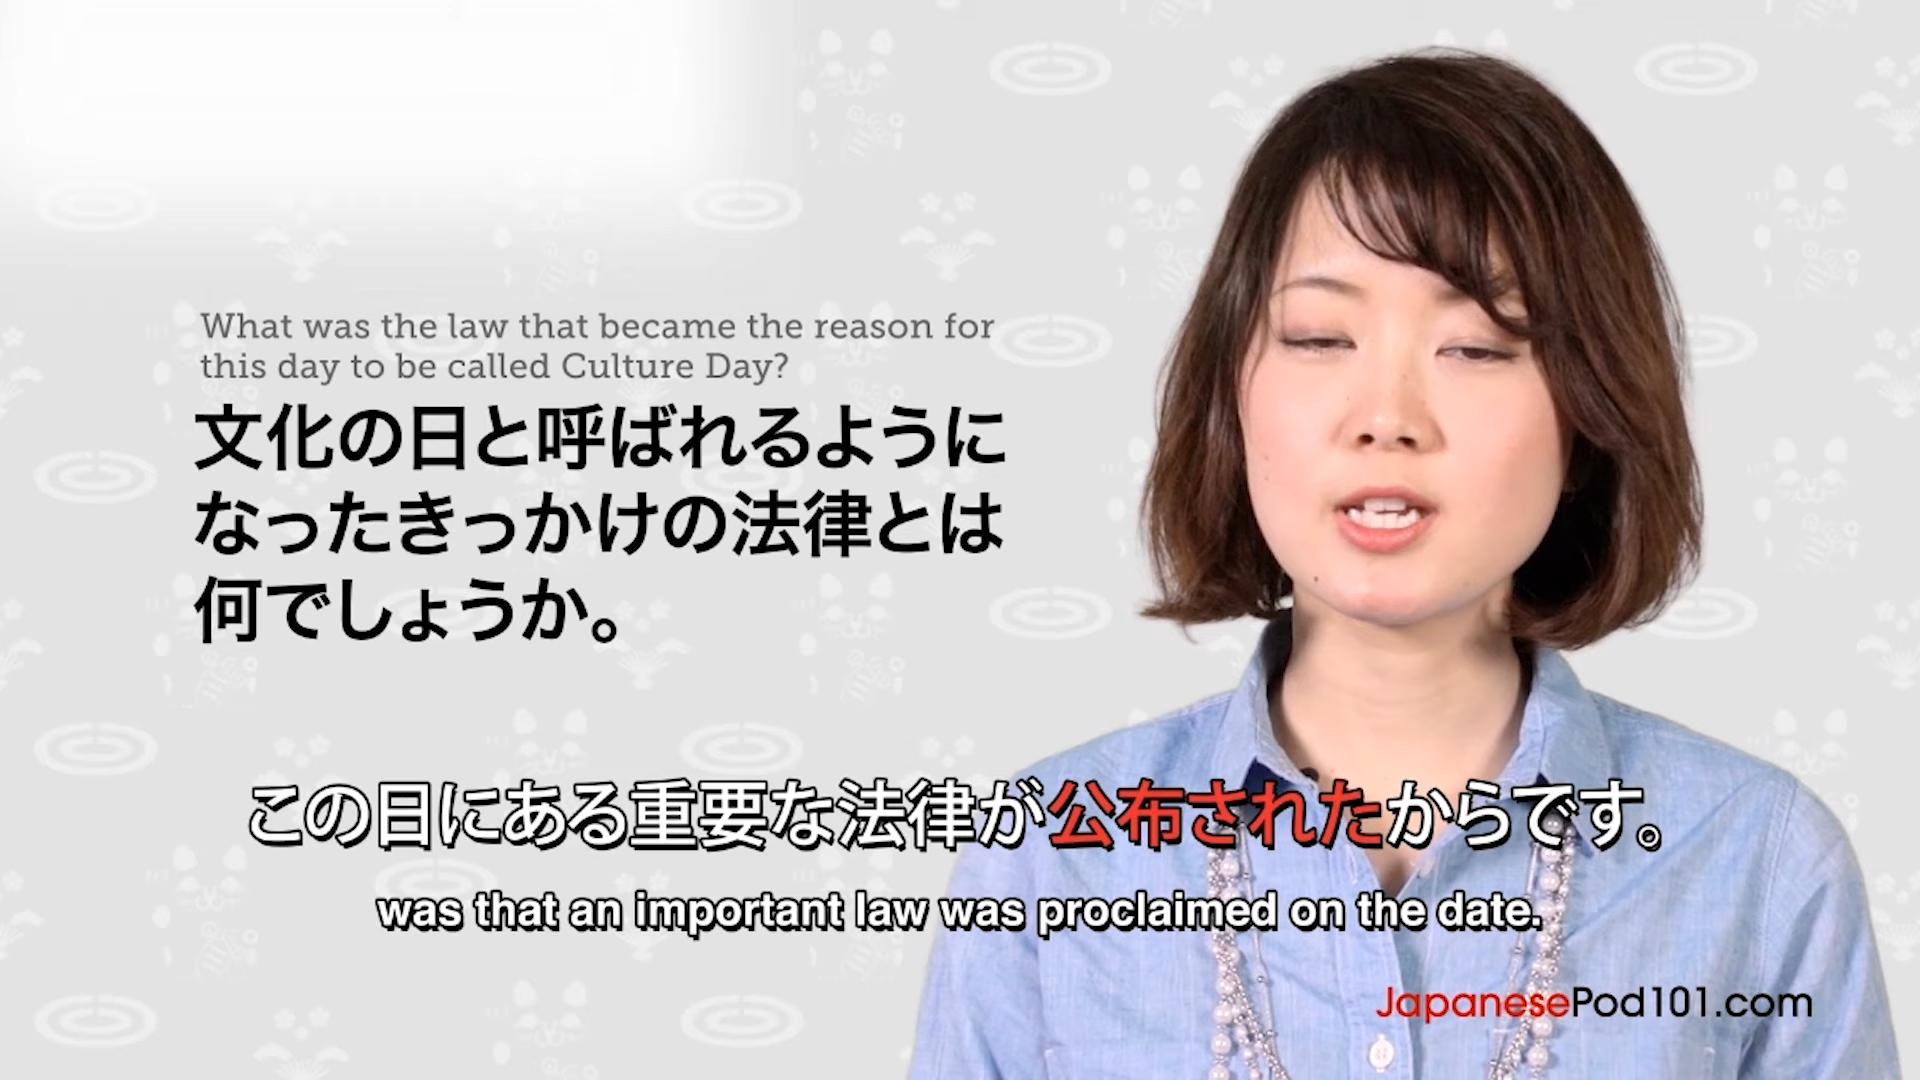 What was the law that became the reason for
this day to be called Culture Day?
文化の日と呼ばれるように
なったきっかけの法律とは
何でしょうか。
この日にある重要な法律が公布されたからです。
was that an important law was proclaimed on the date.
JapanesePod101.com